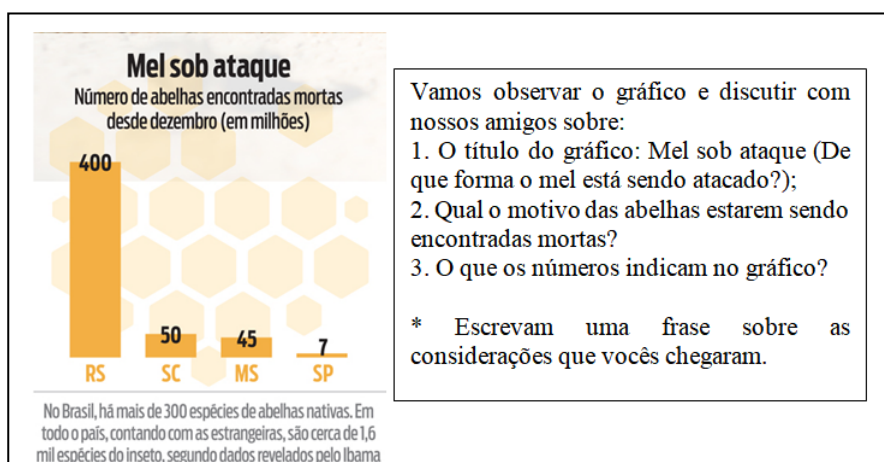 Mel sob ataque
Número de abelhas encontradas mortas
desde dezembro (em milhões)
400
50
45
7
RS
SC
MS
SP
No Brasil, há mais de 300 espécies de abelhas nativas. Em
todo o país, contando com as estrangeiras, são cerca de 1,6
mil espécies do inseto, segundo dados revelados pelo Ibama
Vamos observar o gráfico e discutir com
nossos amigos sobre:
1. O título do gráfico: Mel sob ataque (De
que forma o mel está sendo atacado?);
2. Qual o motivo das abelhas estarem sendo
encontradas mortas?
3. O que os números indicam no gráfico?
* Escrevam uma frase sobre as
considerações que vocês chegaram.